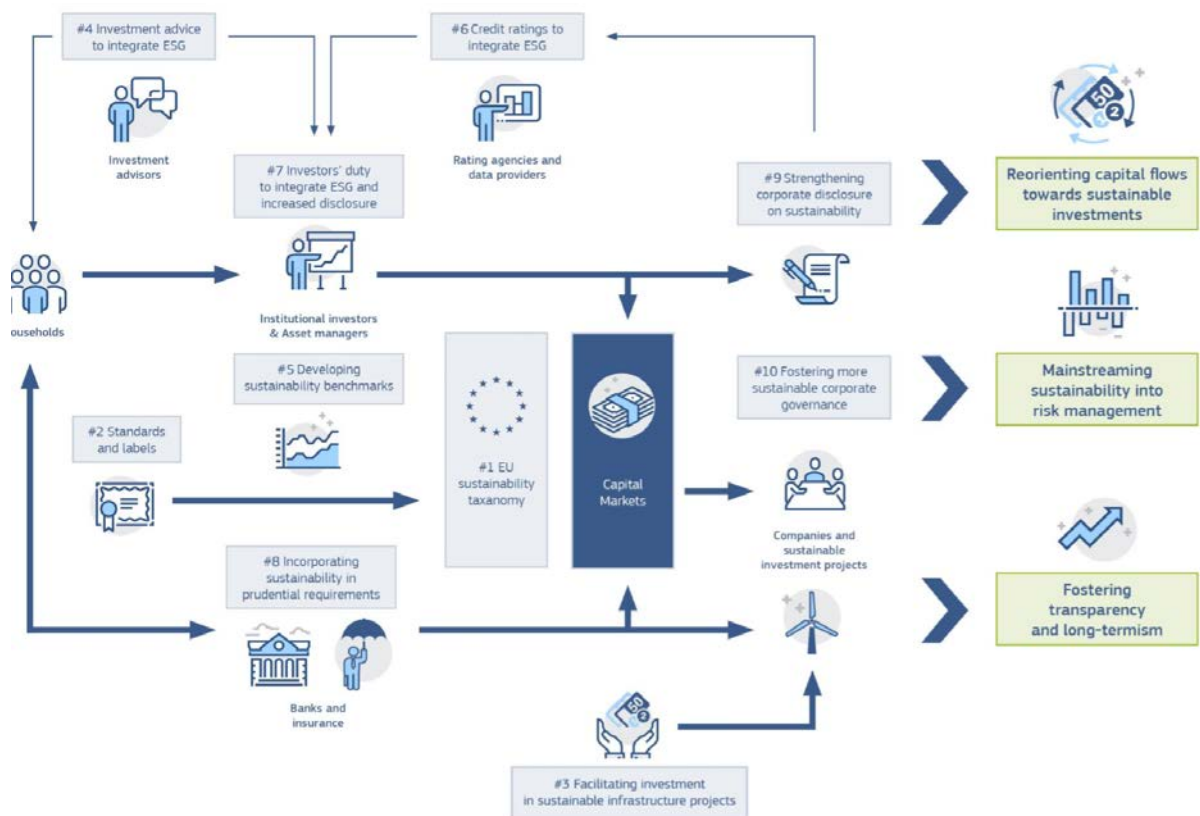 #4 Investment advice
to integrate ESG
#6 Credit ratings to
integrate ESG
Investment
advisors
Rating agencies and
data providers
#7 Investors' duty
to integrate ESG and
increased disclosure
#9 Strengthening
corporate disclosure
on sustainability
50
2
Reorienting capital flows
towards sustainable
investments
ouseholds
Institutional investors
& Asset managers
#5 Developing
sustainability benchmarks
#10 Fostering more
sustainable corporate
governance
Mainstreaming
sustainability into
risk management
#2 Standards
and labels
#1 EU
sustainability
taxanomy
Capital
Markets
Companies and
sustainable
investment projects
#8 Incorporating
sustainability in
prudential requirements
Fostering
transparency
and long-termism
Banks and
insurance
50
2
#3 Facilitating investment
in sustainable infrastructure projects